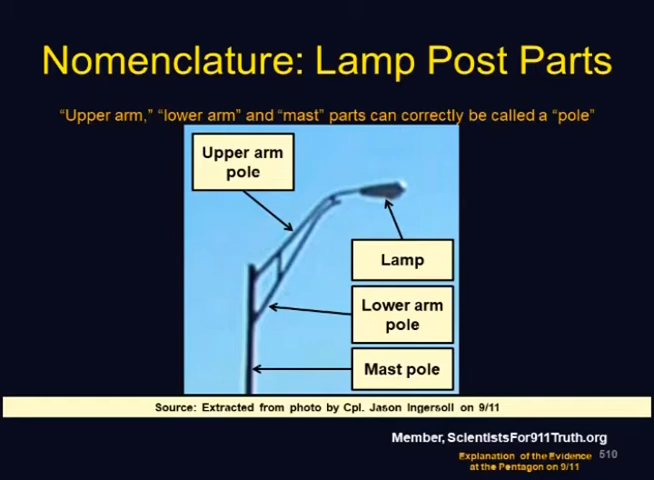 Nomenclature: Lamp Post Parts
“Upper arm,” “lower arm” and “mast” parts can correctly be called a “pole”
Upper arm
pole
Lamp
Lower arm
pole
Mast pole
Source: Extracted from photo by Cpl. Jason Ingersoll on 9/11
Member, ScientistsFor911Truth.org
Explanation of the Evidence 510
at the Pentagon on 9/11